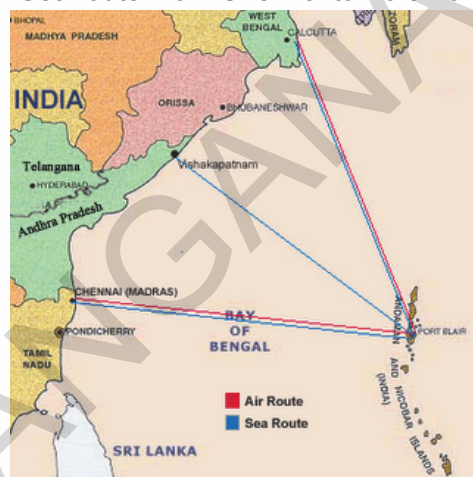 BHOPAL
MADHYA PRADESH
WEST
BENGAL
CALCUTTA
ZORAM
INDIA
ORISSA
BHUBANESHWAR
Vishakapatnam
Telangana
HYDERABAD
Andhra Pradesh
CHENNAI (MADRAS)
PONDICHERRY
TAMIL
NADU
BAY
OF
BENGAL
PORT BLAIR
ANDAMAN AND NICOBAR ISLANDS
(INDIA)
Air Route
Sea Route
SRI LANKA